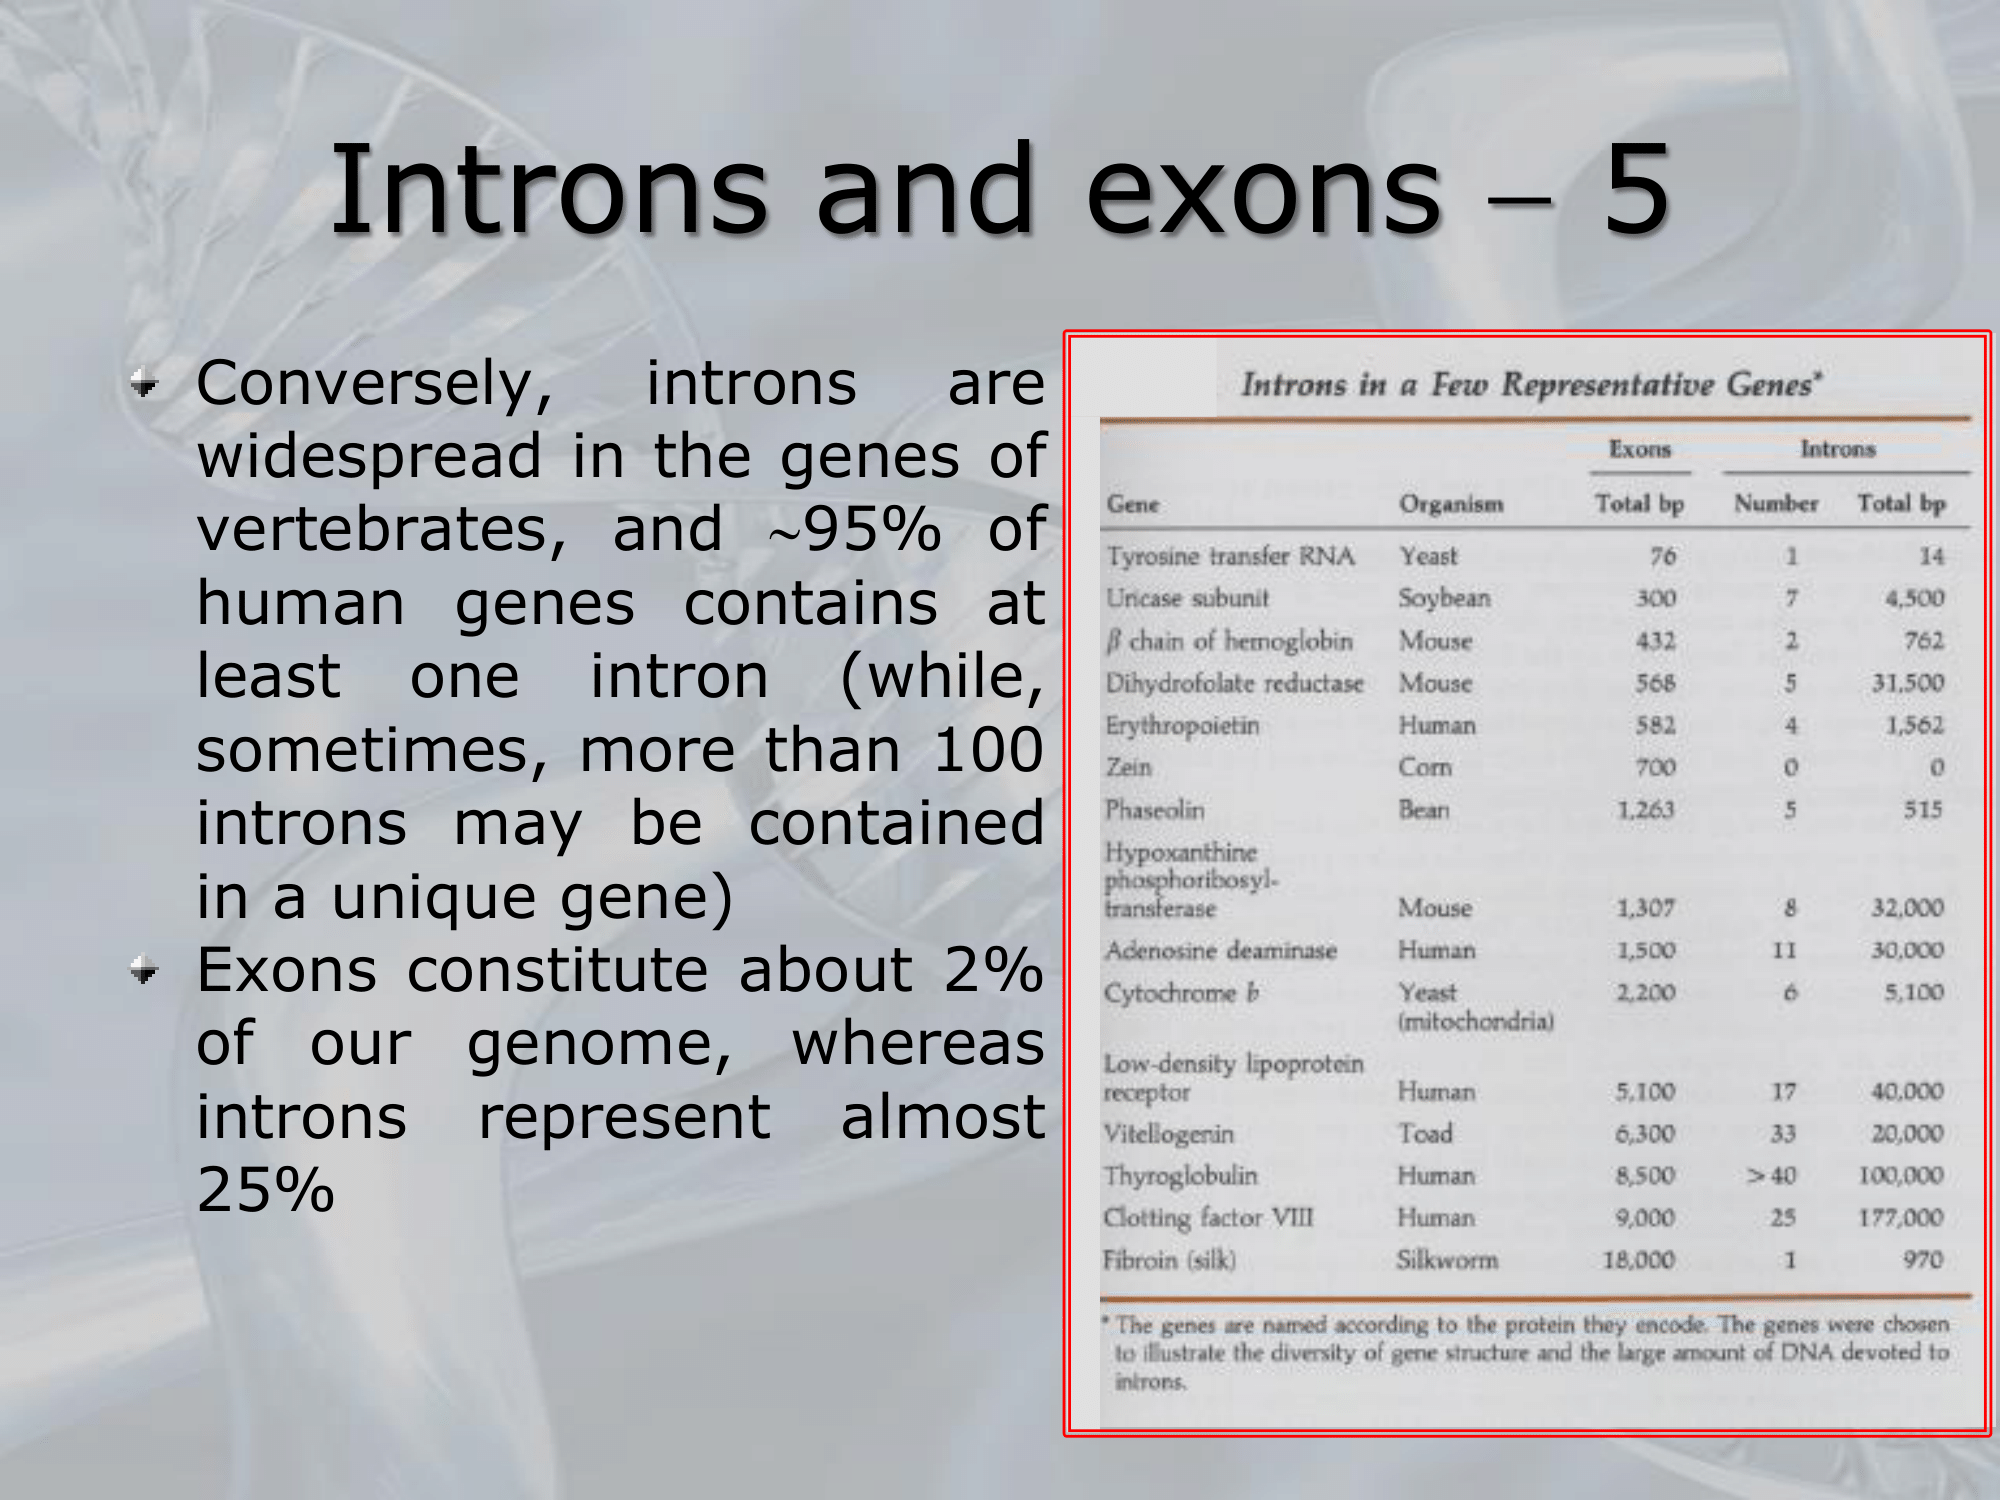 Introns and exons – 5
Conversely, introns are
widespread in the genes of
vertebrates, and ~95% of
human genes contains at
least one intron (while,
sometimes, more than 100
introns may be contained
in a unique gene)
Exons constitute about 2%
of our genome, whereas
introns represent almost
25%
Introns in a Few Representative Genes*
Exons Introns
Gene Organism Total bp Number Total bp
Tyrosine transfer RNA Yeast 76 1 14
Uricase subunit Soybean 300 7 4,500
β chain of hemoglobin Mouse 432 2 762
Dihydrofolate reductase Mouse 568 5 31,500
Erythropoietin Human 582 4 1,562
Zein Corn 700 0 0
Phaseolin Bean 1,263 5 515
Hypoxanthine
phosphoribosyl-
transferase Mouse 1,307 8 32,000
Adenosine deaminase Human 1,500 11 30,000
Cytochrome b Yeast 2,200 6 5,100
(mitochondria)
Low-density lipoprotein
receptor Human 5,100 17 40,000
Vitellogenin Toad 6,300 33 20,000
Thyroglobulin Human 8,500 >40 100,000
Clotting factor VIII Human 9,000 25 177,000
Fibroin (silk) Silkworm 18,000 1 970
* The genes are named according to the protein they encode. The genes were chosen
to illustrate the diversity of gene structure and the large amount of DNA devoted to
introns.